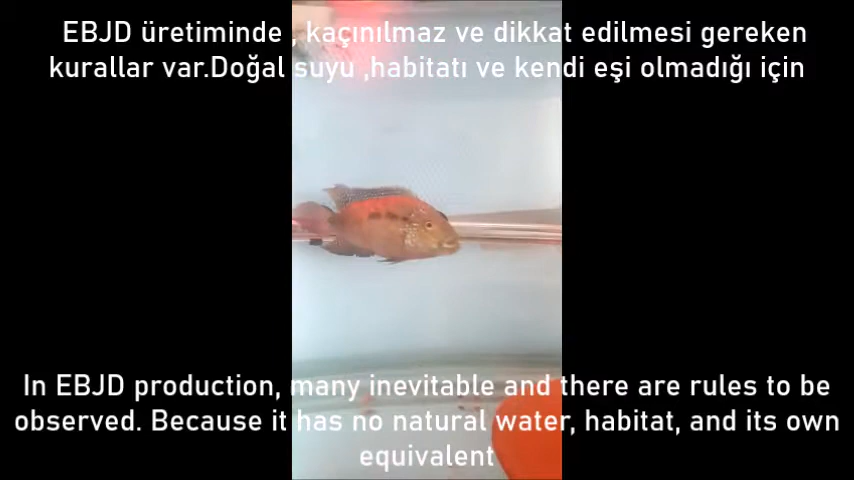 EBJD üretiminde , kaçınılmaz ve dikkat edilmesi gereken
kurallar var.Doğal suyu ,habitatı ve kendi eşi olmadığı için
In EBJD production, many inevitable and there are rules to be
observed. Because it has no natural water, habitat, and its own
equivalent